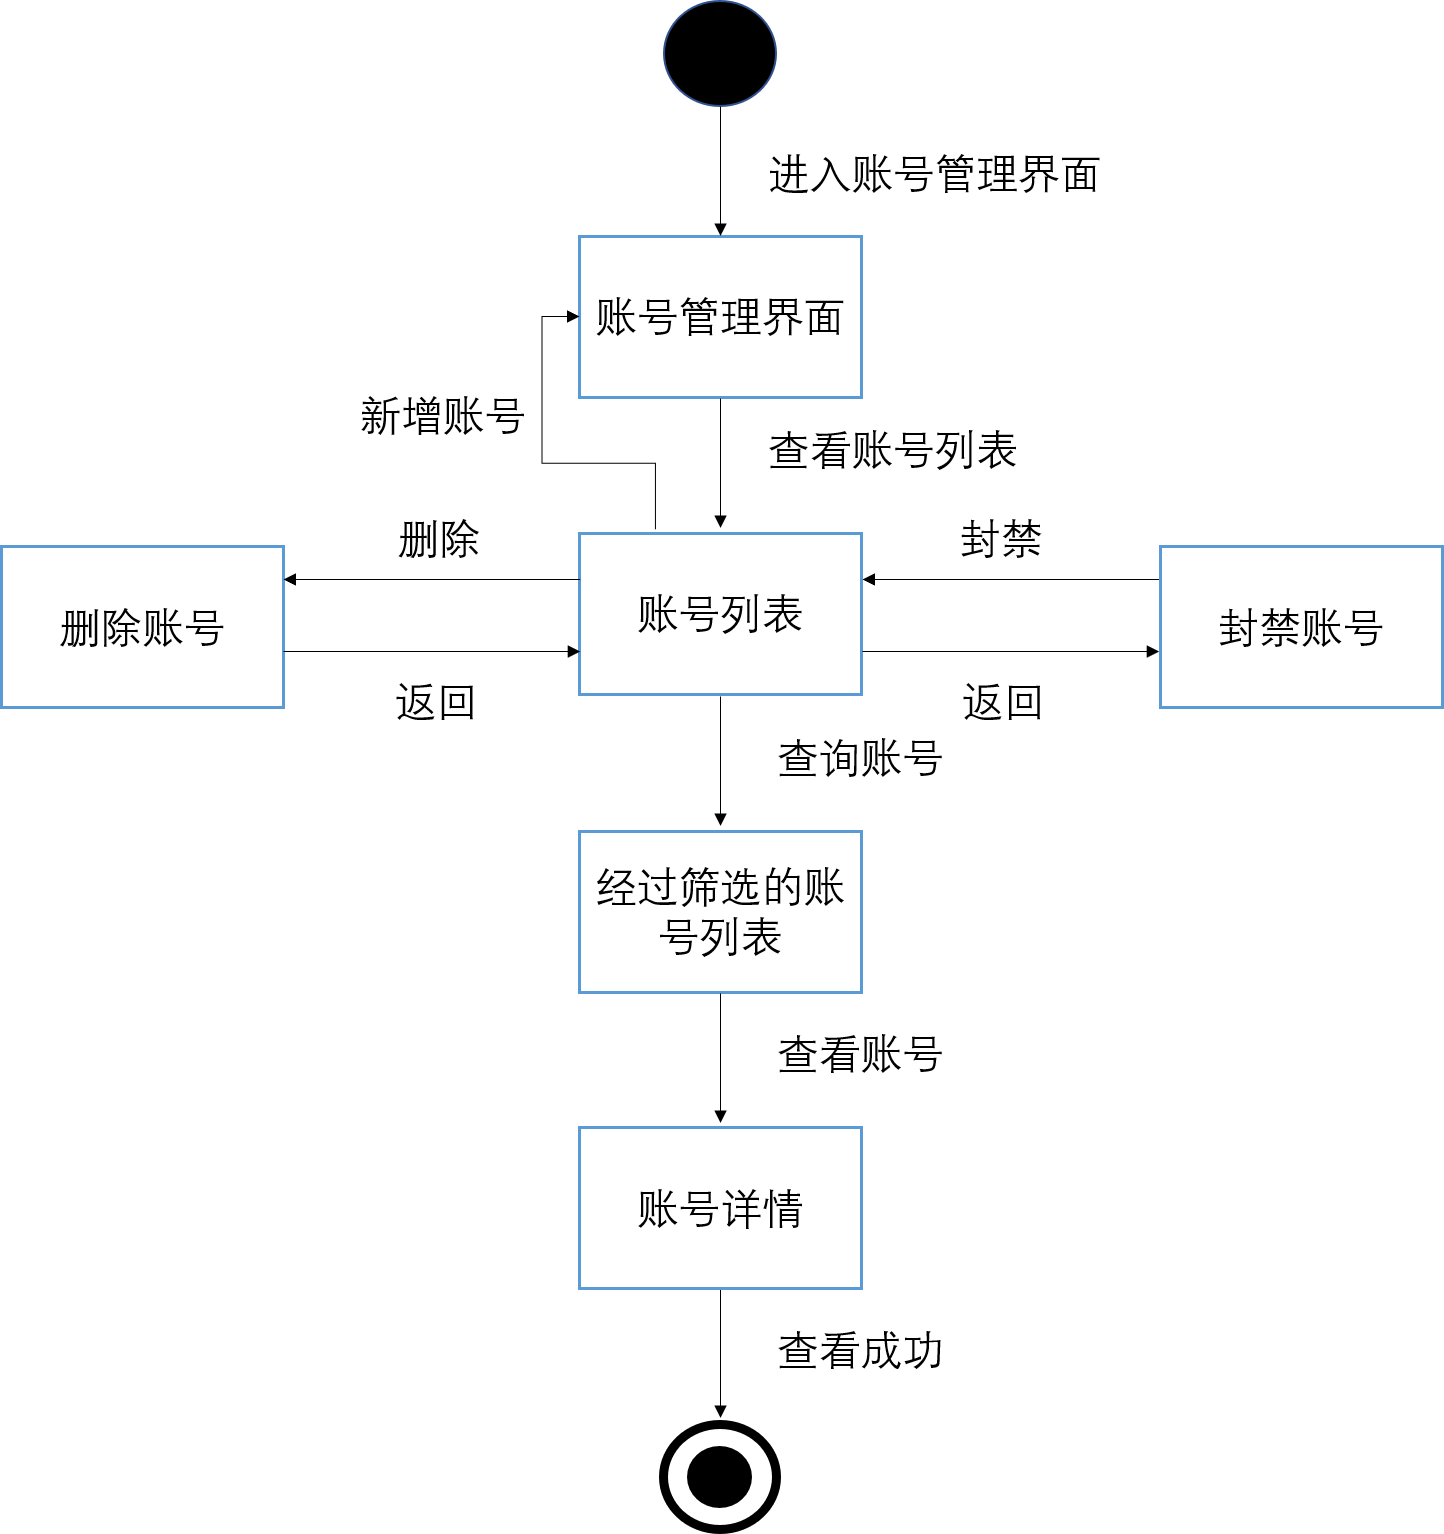 进入账号管理界面
账号管理界面
新增账号
查看账号列表
删除
封禁
删除账号
账号列表
封禁账号
返回
返回
查询账号
经过筛选的账
号列表
查看账号
账号详情
查看成功